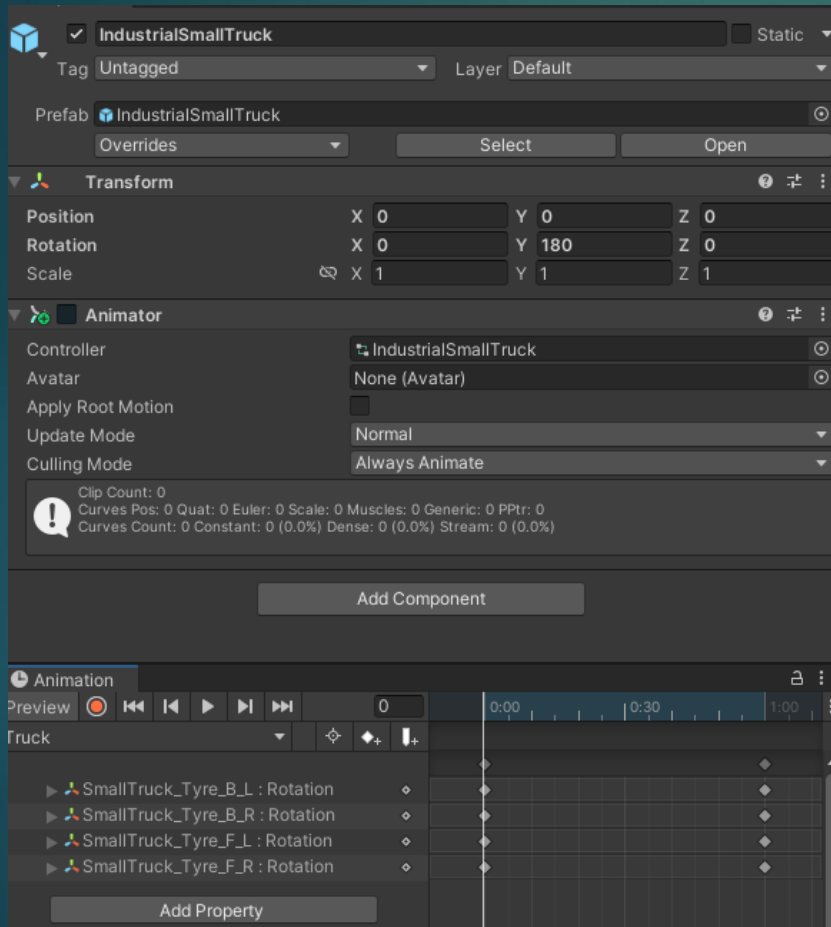 IndustrialSmallTruck Static
Tag Untagged Layer Default
Prefab IndustrialSmallTruck
Overrides Select Open
Transform
Position X 0 Y 0 Z 0
Rotation X 0 Y 180 Z 0
Scale X 1 Y 1 Z 1
Animator
Controller IndustrialSmallTruck
Avatar None (Avatar)
Apply Root Motion
Update Mode Normal
Culling Mode Always Animate
Clip Count: 0
Curves Pos: 0 Quat: 0 Euler: 0 Scale: 0 Muscles: 0 Generic: 0 PPtr: 0
Curves Count: 0 Constant: 0 (0.0%) Dense: 0 (0.0%) Stream: 0 (0.0%)
Add Component
Animation
Preview 0 0:00 0:30 1:00
Truck
SmallTruck_Tyre_B_L : Rotation
SmallTruck_Tyre_B_R : Rotation
SmallTruck_Tyre_F_L : Rotation
SmallTruck_Tyre_F_R : Rotation
Add Property